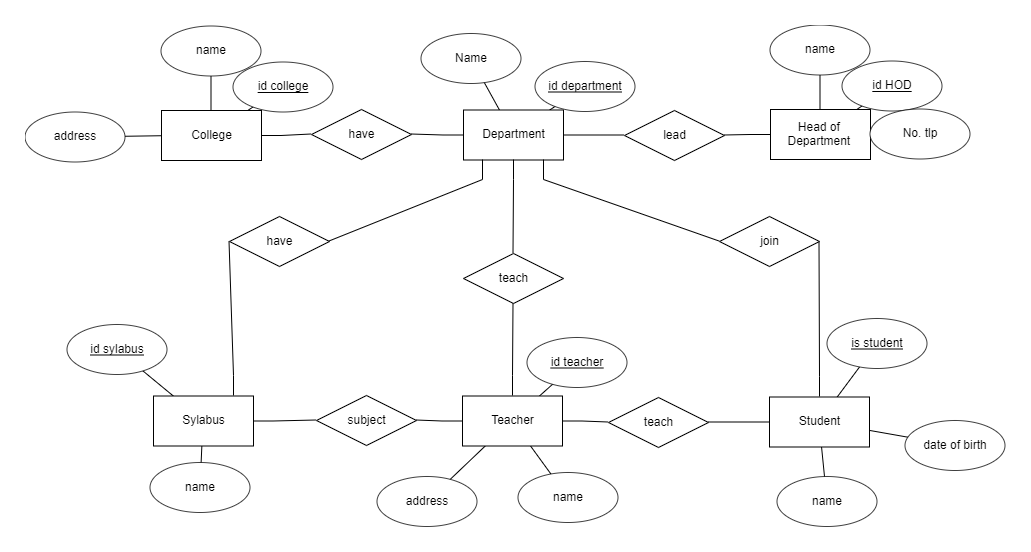 name
Name
name
id college
id department
id HOD
address
College
have
Department
lead
Head of
Department
No. tlp
have
join
teach
id sylabus
id teacher
is student
Sylabus
subject
Teacher
teach
Student
date of birth
name
address
name
name